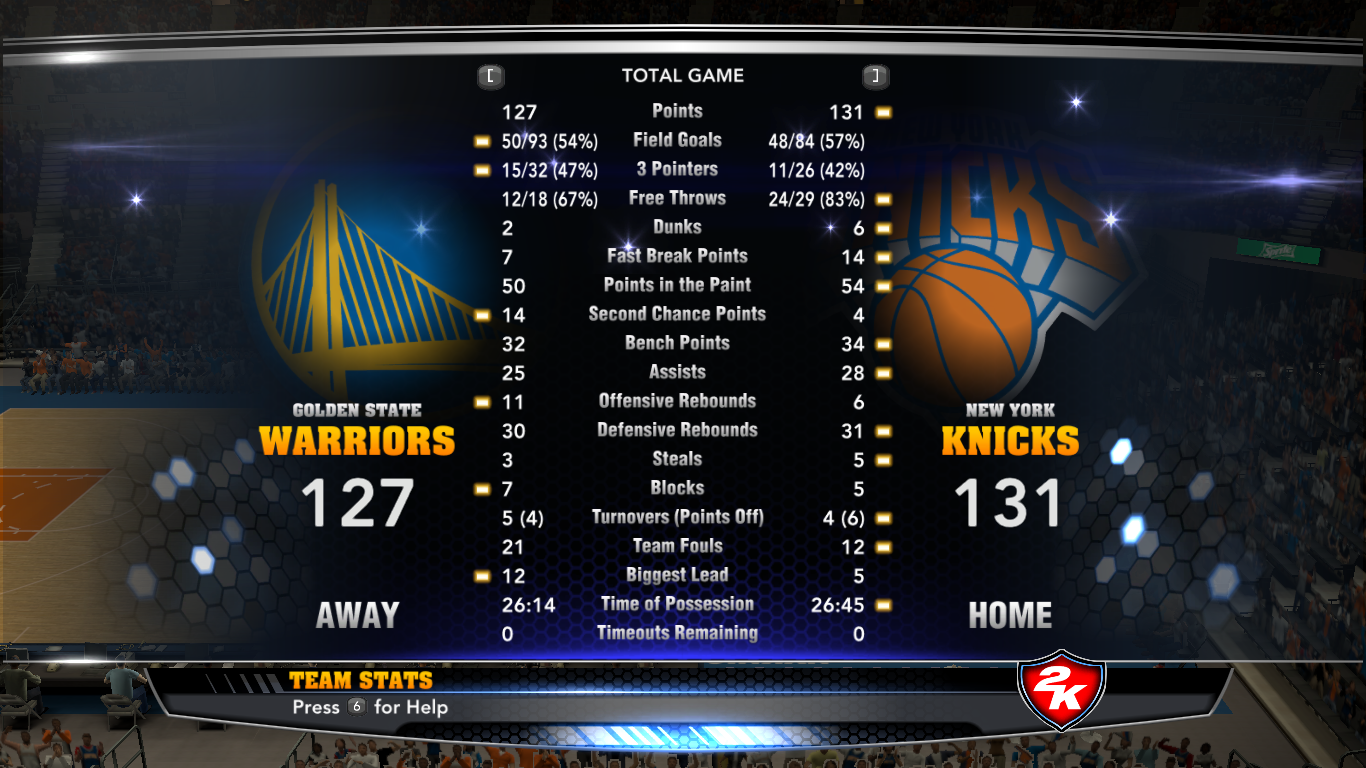 [ TOTAL GAME ]
127 Points 131
50/93 (54%) Field Goals 48/84 (57%)
15/32 (47%) 3 Pointers 11/26 (42%)
12/18 (67%) Free Throws 24/29 (83%)
2 Dunks 6
7 Fast Break Points 14
50 Points in the Paint 54
14 Second Chance Points 4
32 Bench Points 34
25 Assists 28
11 Offensive Rebounds 6
30 Defensive Rebounds 31
3 Steals 5
7 Blocks 5
5 (4) Turnovers (Points Off) 4 (6)
21 Team Fouls 12
12 Biggest Lead 5
26:14 Time of Possession 26:45
0 Timeouts Remaining 0
GOLDEN STATE
WARRIORS
127
AWAY
KNICKS
Sprite
NEW YORK
KNICKS
131
HOME
TEAM STATS
Press 6 for Help
2K